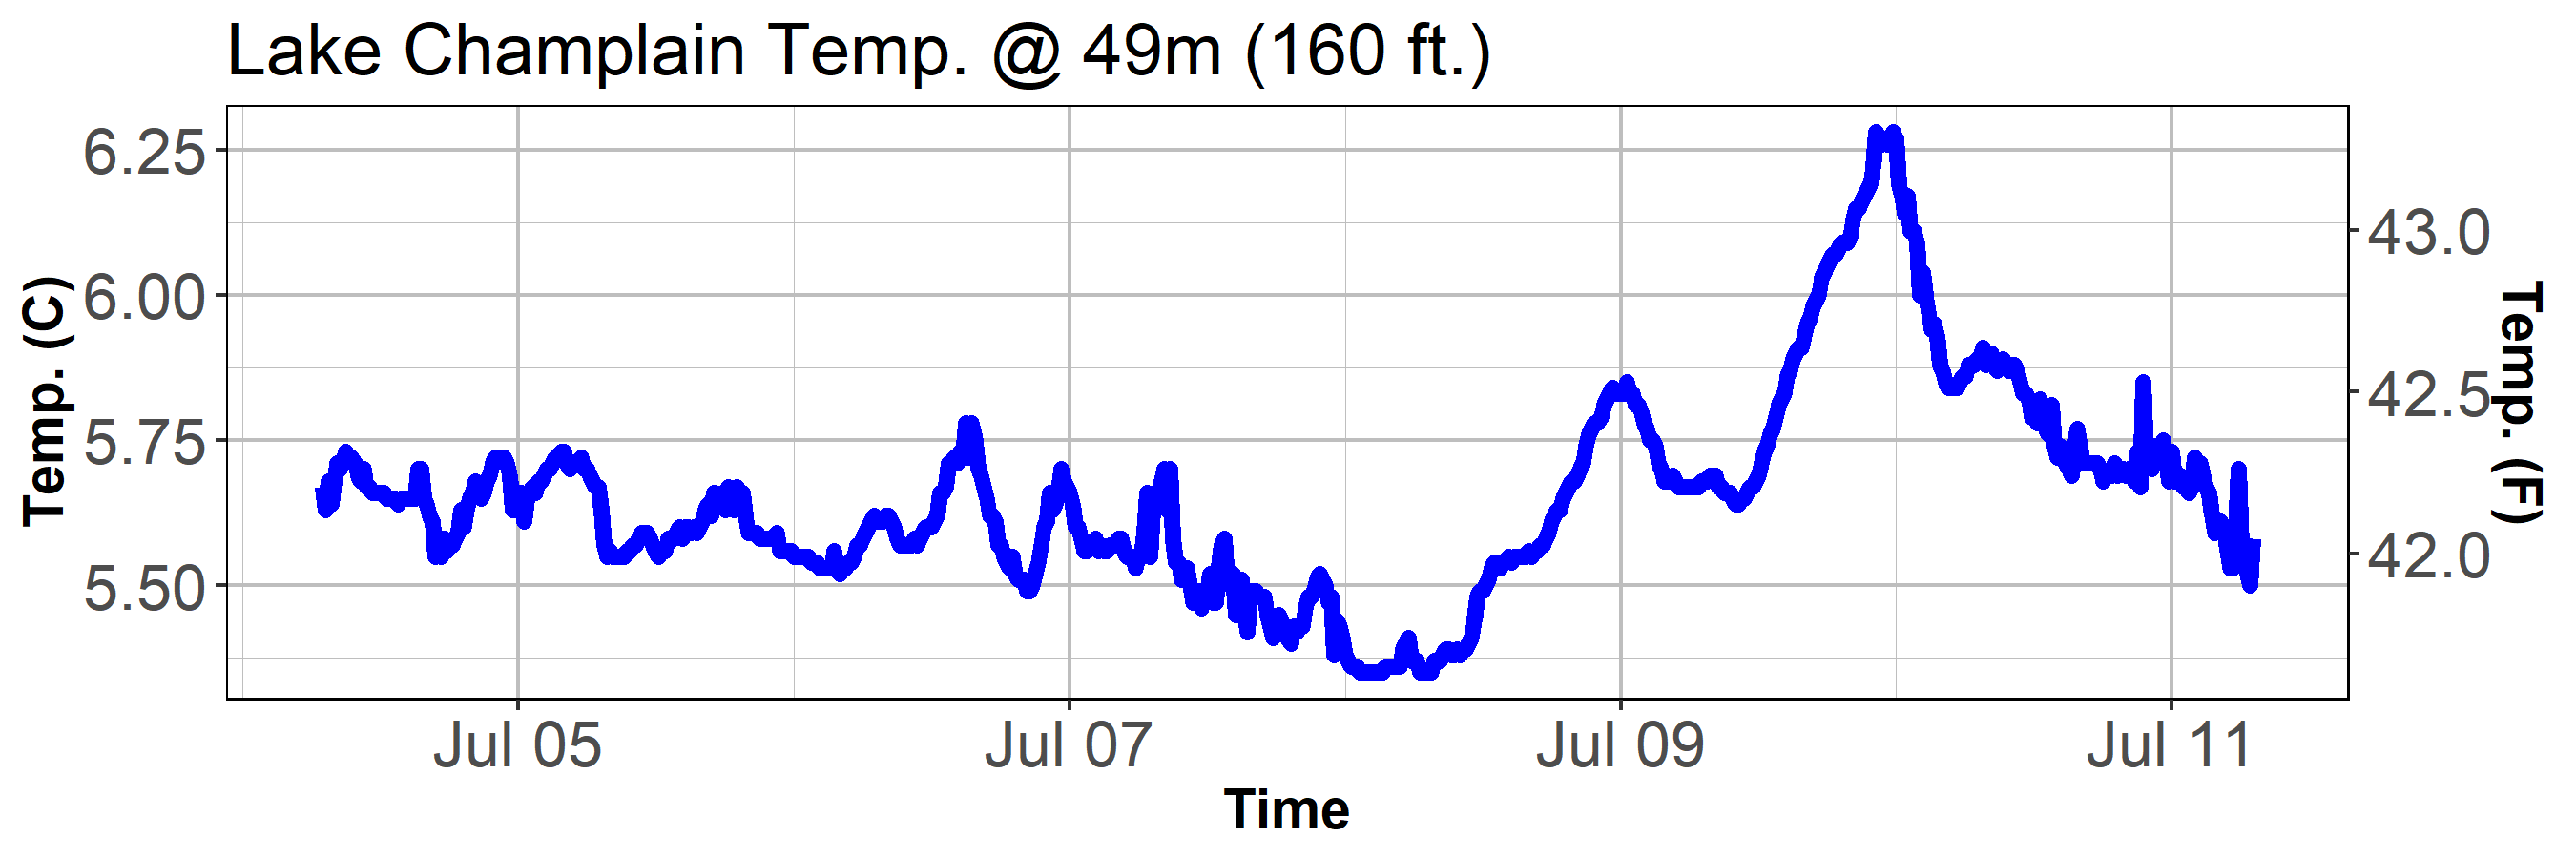 Lake Champlain Temp. @ 49m (160 ft.)
6.25
6.00
5.75
5.50
Temp. (C)
43.0
42.5
42.0
Temp. (F)
Jul 05 Jul 07 Jul 09 Jul 11
Time